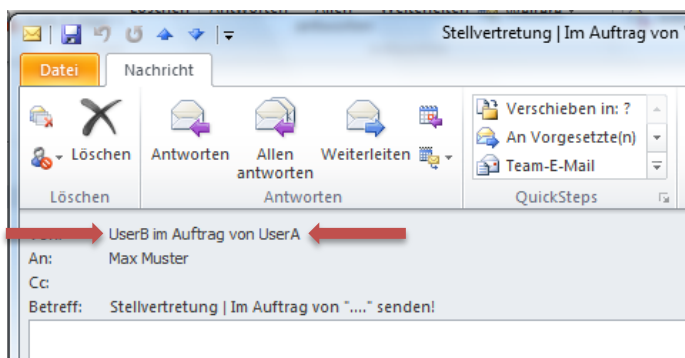 Stellvertretung | Im Auftrag von "
Datei Nachricht
Löschen
Antworten
Allen antworten
Weiterleiten
Verschieben in: ?
An Vorgesetzte(n)
Team-E-Mail
Löschen Antworten QuickSteps
UserB im Auftrag von UserA
An: Max Muster
Cc:
Betreff: Stellvertretung | Im Auftrag von "...." senden!